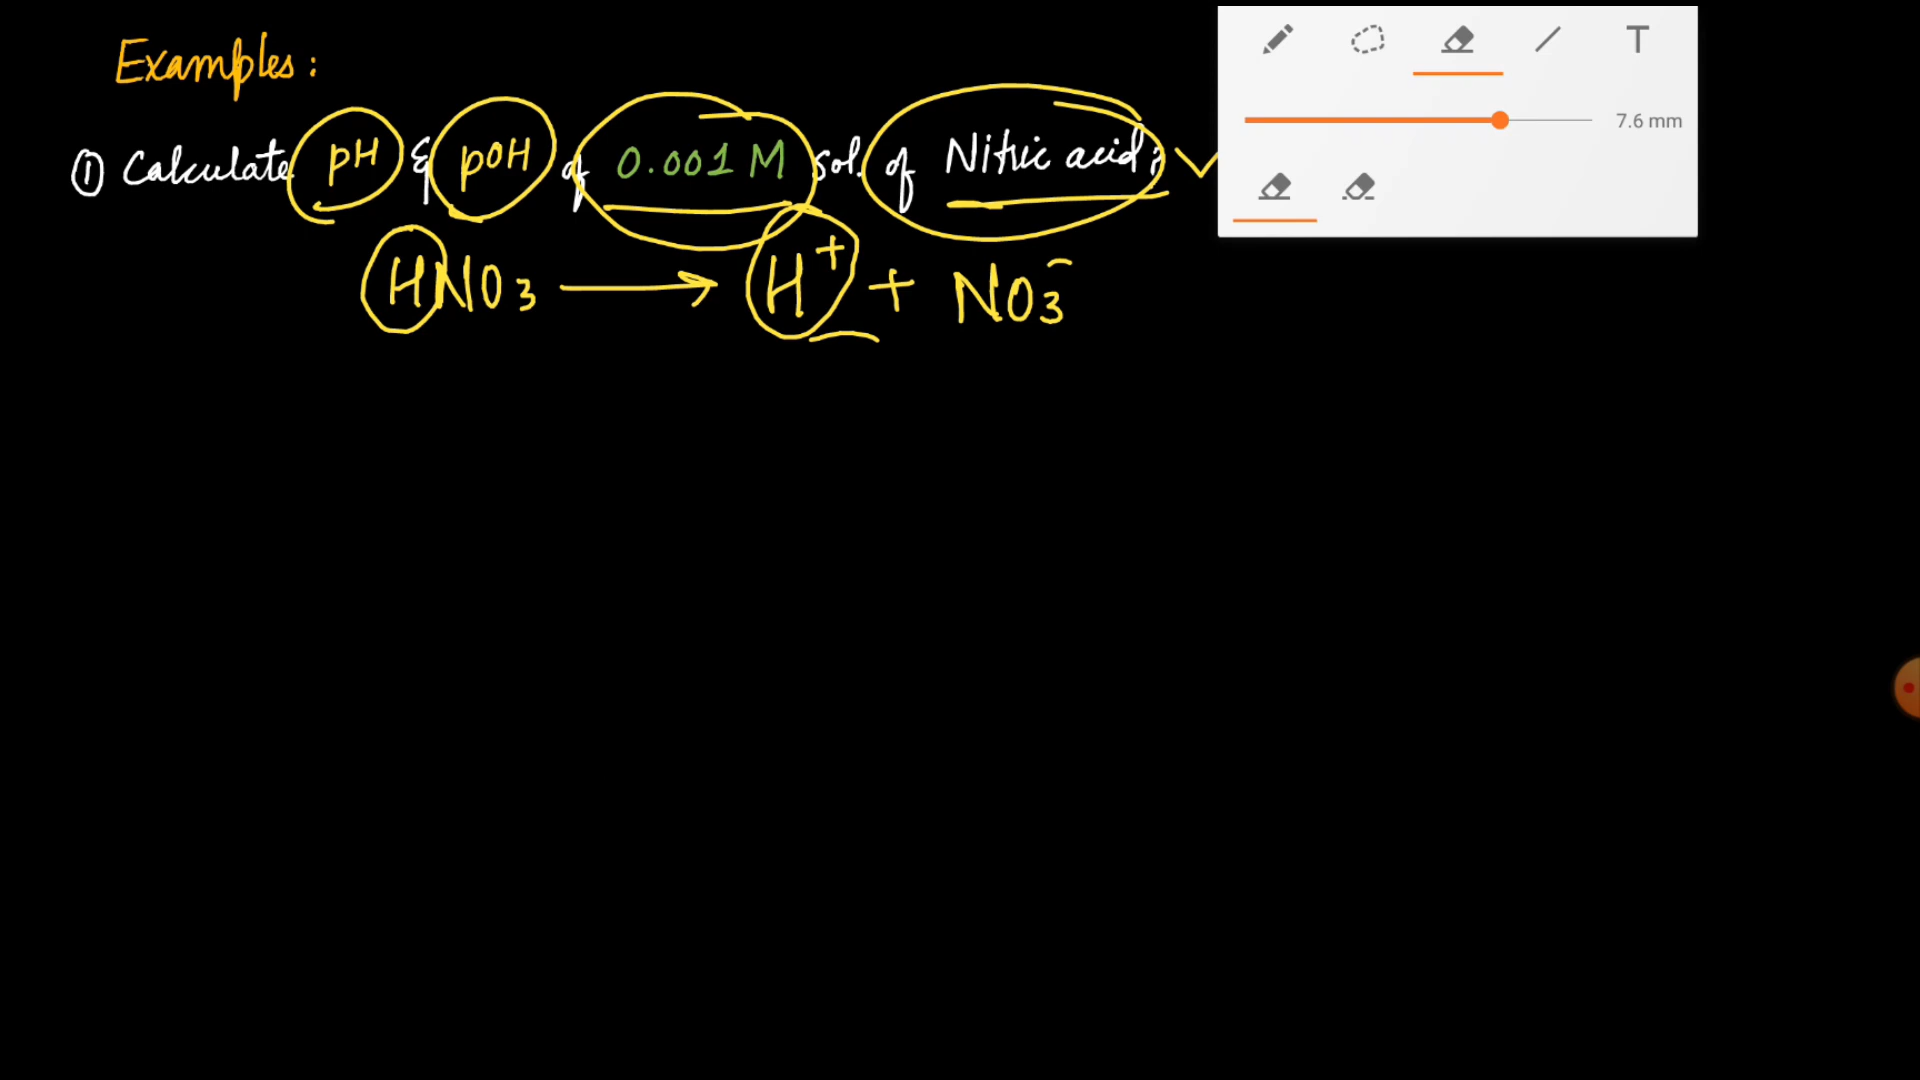 Examples :
① Calculate pH & pOH of 0.001 M sol. of Nitric acid;
HNO₃ ⟶ H⁺ + NO₃⁻
T
7.6 mm